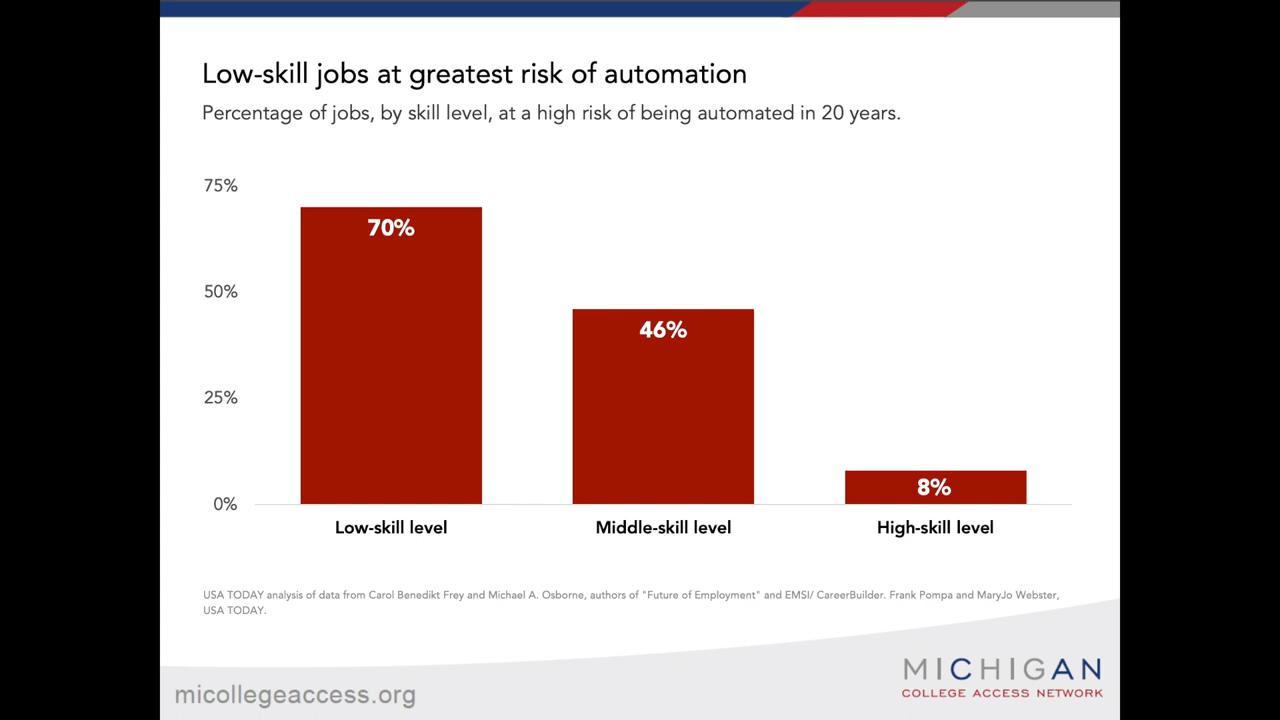 Low-skill jobs at greatest risk of automation
Percentage of jobs, by skill level, at a high risk of being automated in 20 years.
75%
50%
25%
0%
70%
46%
8%
Low-skill level
Middle-skill level
High-skill level
USA TODAY analysis of data from Carol Benedikt Frey and Michael A. Osborne, authors of "Future of Employment" and EMSI/ CareerBuilder. Frank Pompa and MaryJo Webster,
USA TODAY.
micollegeaccess.org
MICHIGAN
COLLEGE ACCESS NETWORK